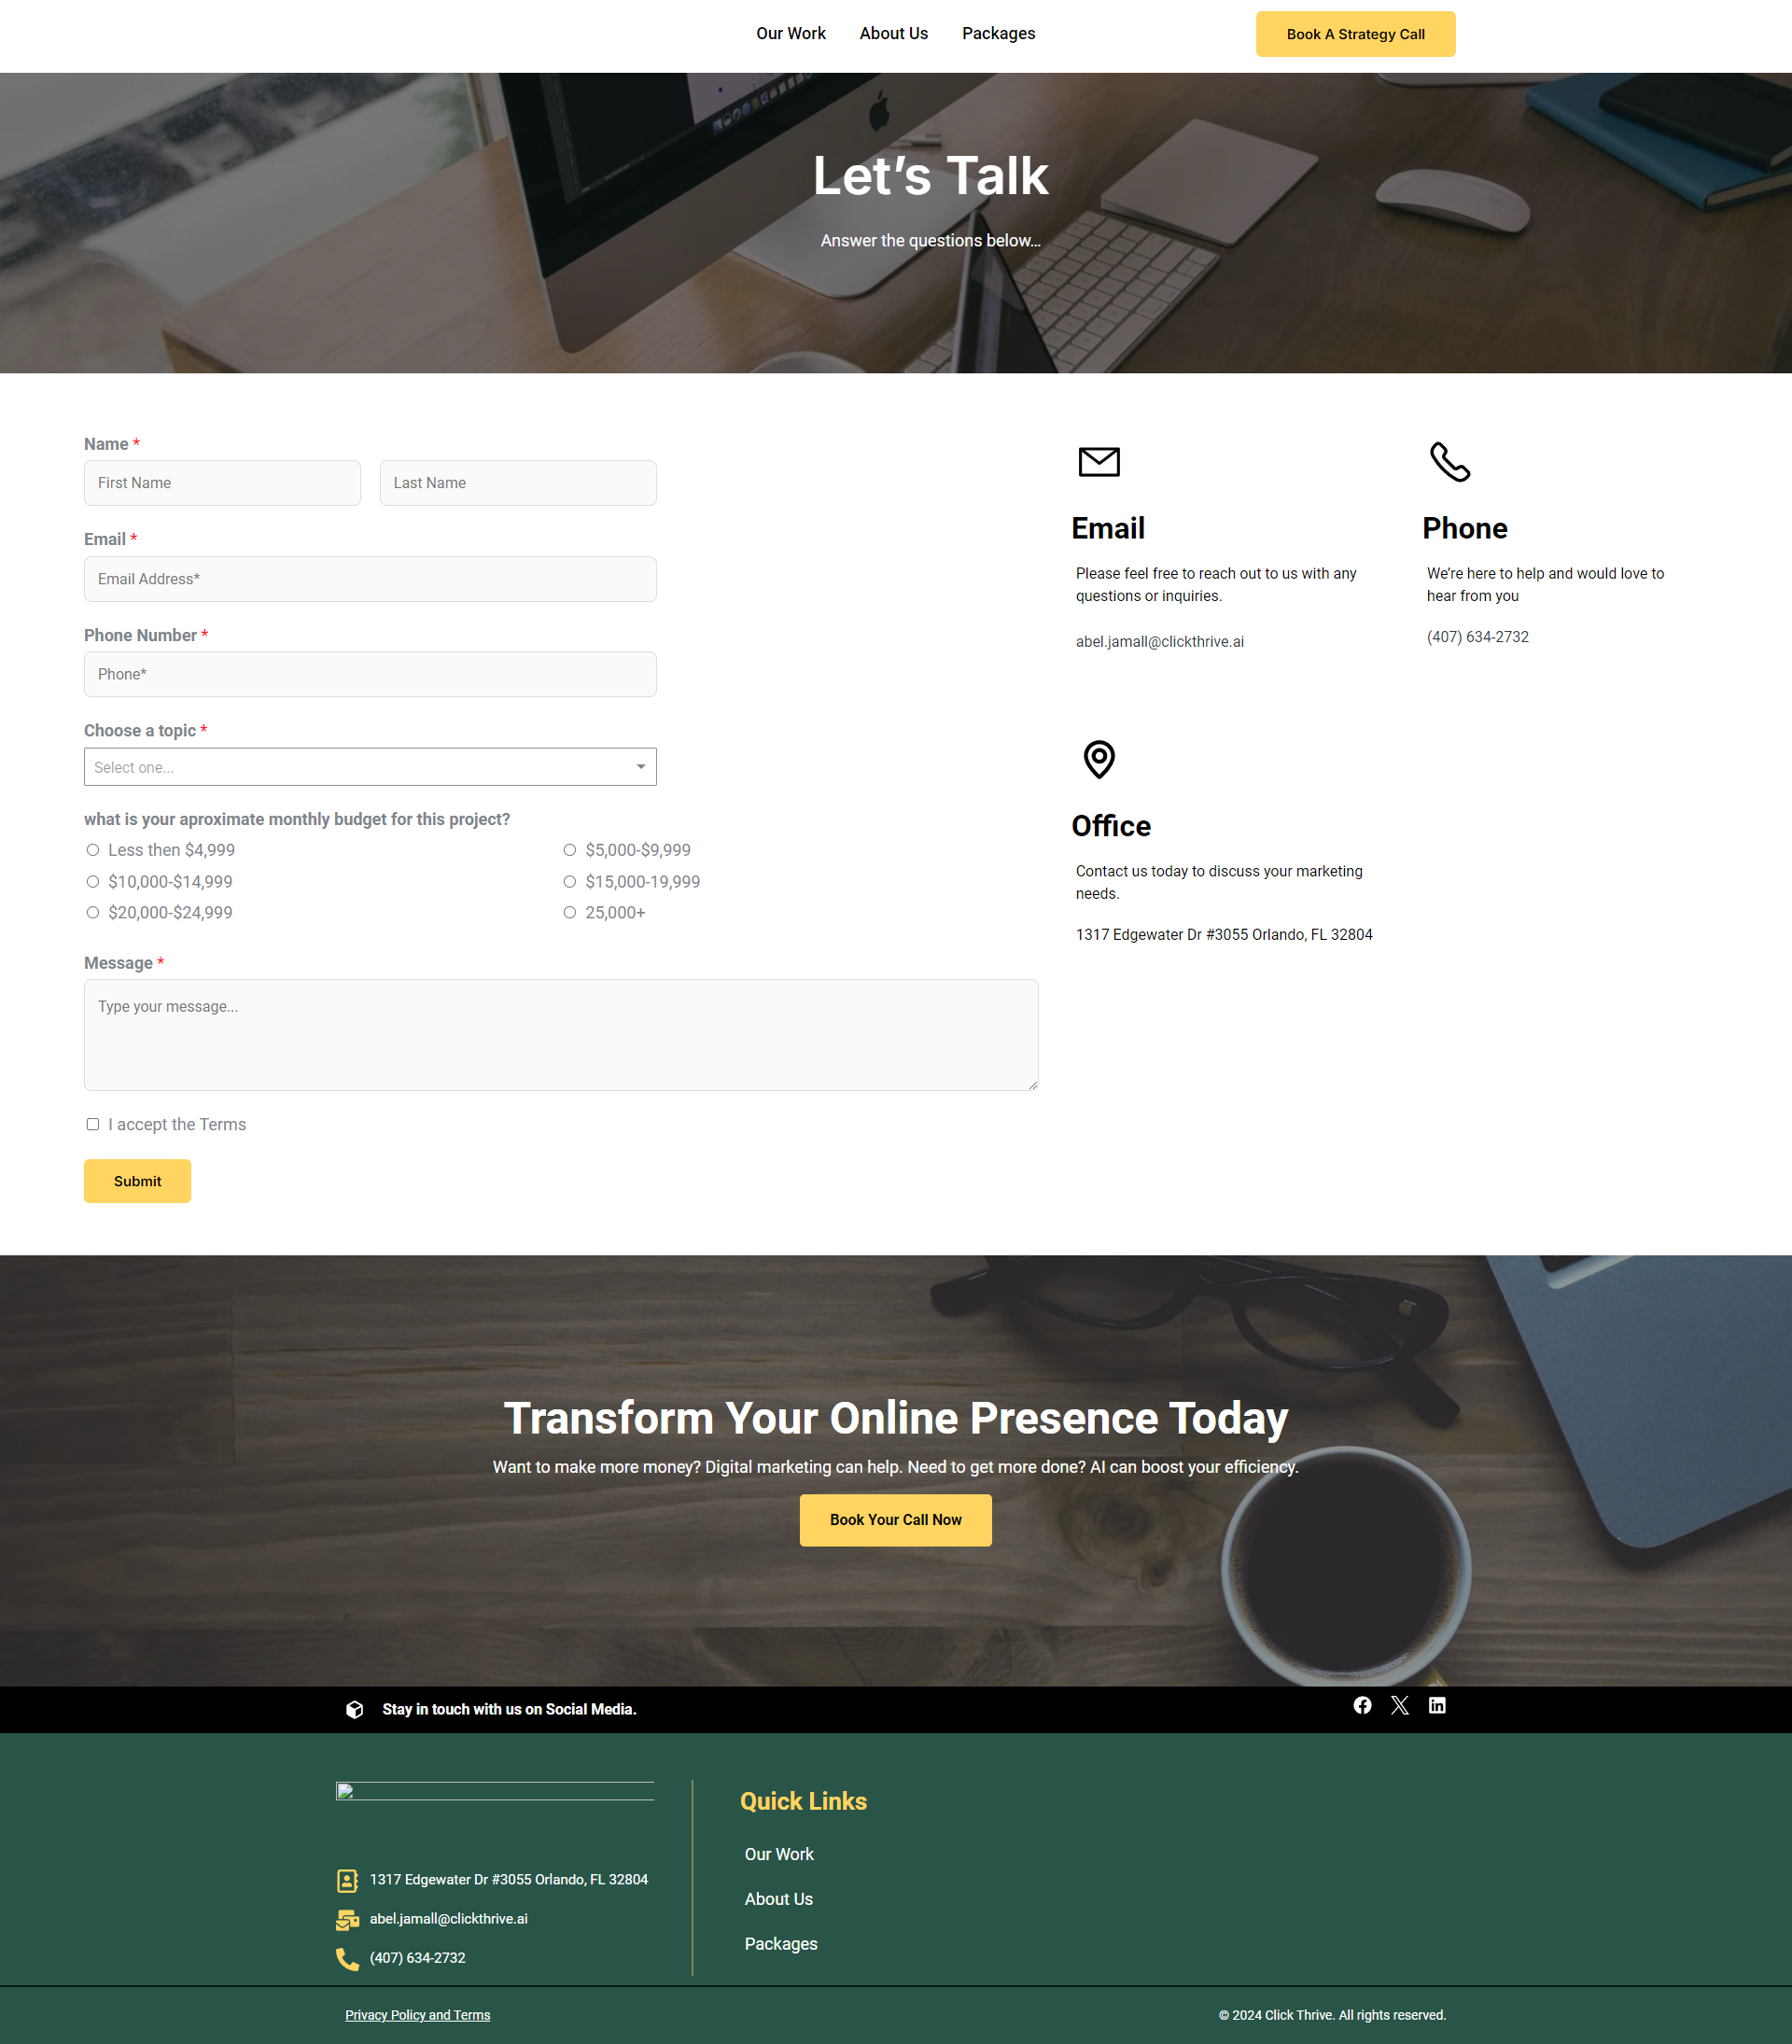 Our Work
About Us
Packages
Book A Strategy Call
Let’s Talk
Answer the questions below...
Name *
First Name
Last Name
Email *
Email Address*
Phone Number *
Phone*
Choose a topic *
Select one...
what is your aproximate monthly budget for this project?
Less then $4,999
$5,000-$9,999
$10,000-$14,999
$15,000-19,999
$20,000-$24,999
25,000+
Message *
Type your message...
I accept the Terms
Submit
Email
Please feel free to reach out to us with any
questions or inquiries.
abel.jamall@clickthrive.ai
Phone
We’re here to help and would love to
hear from you
(407) 634-2732
Office
Contact us today to discuss your marketing
needs.
1317 Edgewater Dr #3055 Orlando, FL 32804
Transform Your Online Presence Today
Want to make more money? Digital marketing can help. Need to get more done? AI can boost your efficiency.
Book Your Call Now
Stay in touch with us on Social Media.
1317 Edgewater Dr #3055 Orlando, FL 32804
abel.jamall@clickthrive.ai
(407) 634-2732
Quick Links
Our Work
About Us
Packages
Privacy Policy and Terms
© 2024 Click Thrive. All rights reserved.